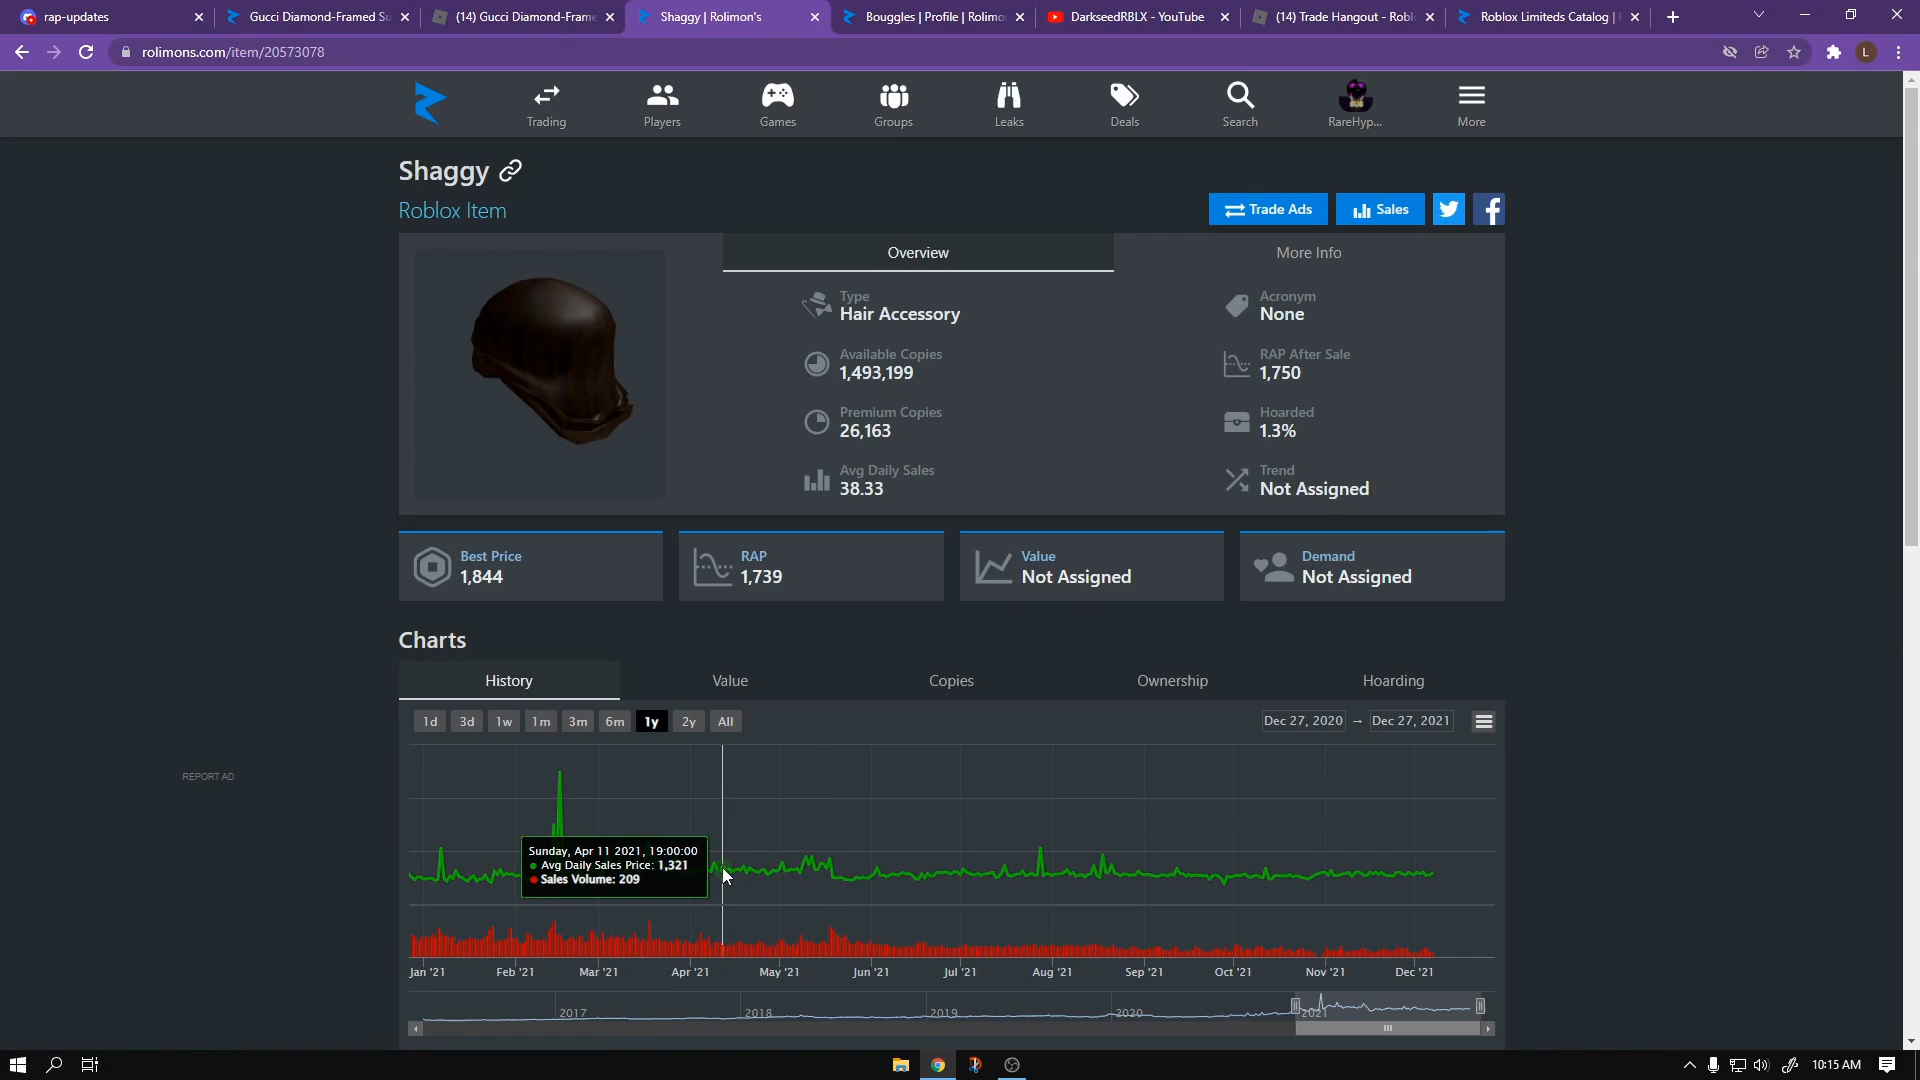 rap-updates
Gucci Diamond-Framed Su
(14) Gucci Diamond-Frame
Shaggy | Rolimon's
Bouggles | Profile | Rolimo
DarkseedRBLX - YouTube
(14) Trade Hangout - Robl
Roblox Limiteds Catalog |
rolimons.com/item/20573078
L
Trading
Players
Games
Groups
Leaks
Deals
Search
RareHyp...
More
Shaggy
Roblox Item
Trade Ads
Sales
Overview
More Info
Type
Hair Accessory
Acronym
None
Available Copies
1,493,199
RAP After Sale
1,750
Premium Copies
26,163
Hoarded
1.3%
Avg Daily Sales
38.33
Trend
Not Assigned
Best Price
1,844
RAP
1,739
Value
Not Assigned
Demand
Not Assigned
Charts
History
Value
Copies
Ownership
Hoarding
1d
3d
1w
1m
3m
6m
1y
2y
All
Dec 27, 2020 → Dec 27, 2021
REPORT AD
Sunday, Apr 11 2021, 19:00:00
Avg Daily Sales Price: 1,321
Sales Volume: 209
Jan '21
Feb '21
Mar '21
Apr '21
May '21
Jun '21
Jul '21
Aug '21
Sep '21
Oct '21
Nov '21
Dec '21
2017
2018
2019
2020
2021
10:15 AM